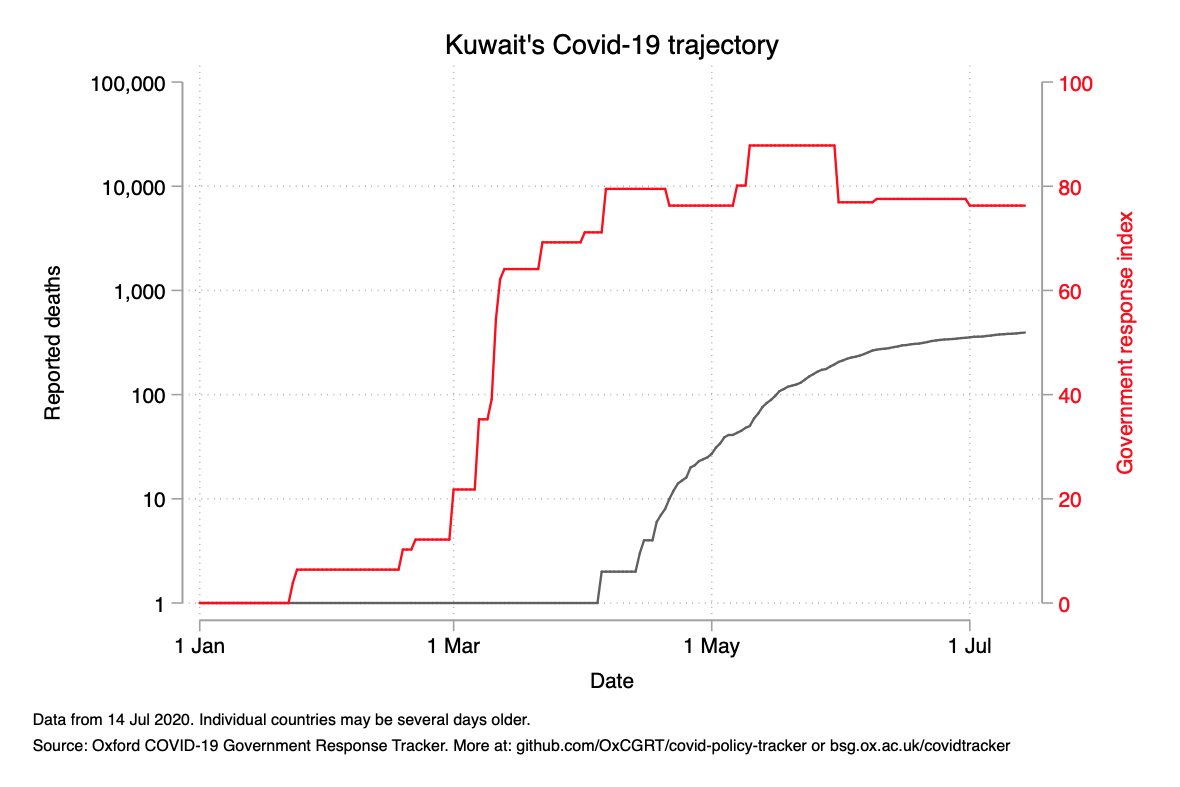 Kuwait's Covid-19 trajectory
100,000
10,000
1,000
100
10
1
Reported deaths
100
80
60
40
20
0
Government response index
1 Jan
1 Mar
1 May
1 Jul
Date
Data from 14 Jul 2020. Individual countries may be several days older.
Source: Oxford COVID-19 Government Response Tracker. More at: github.com/OxCGRT/covid-policy-tracker or bsg.ox.ac.uk/covidtracker